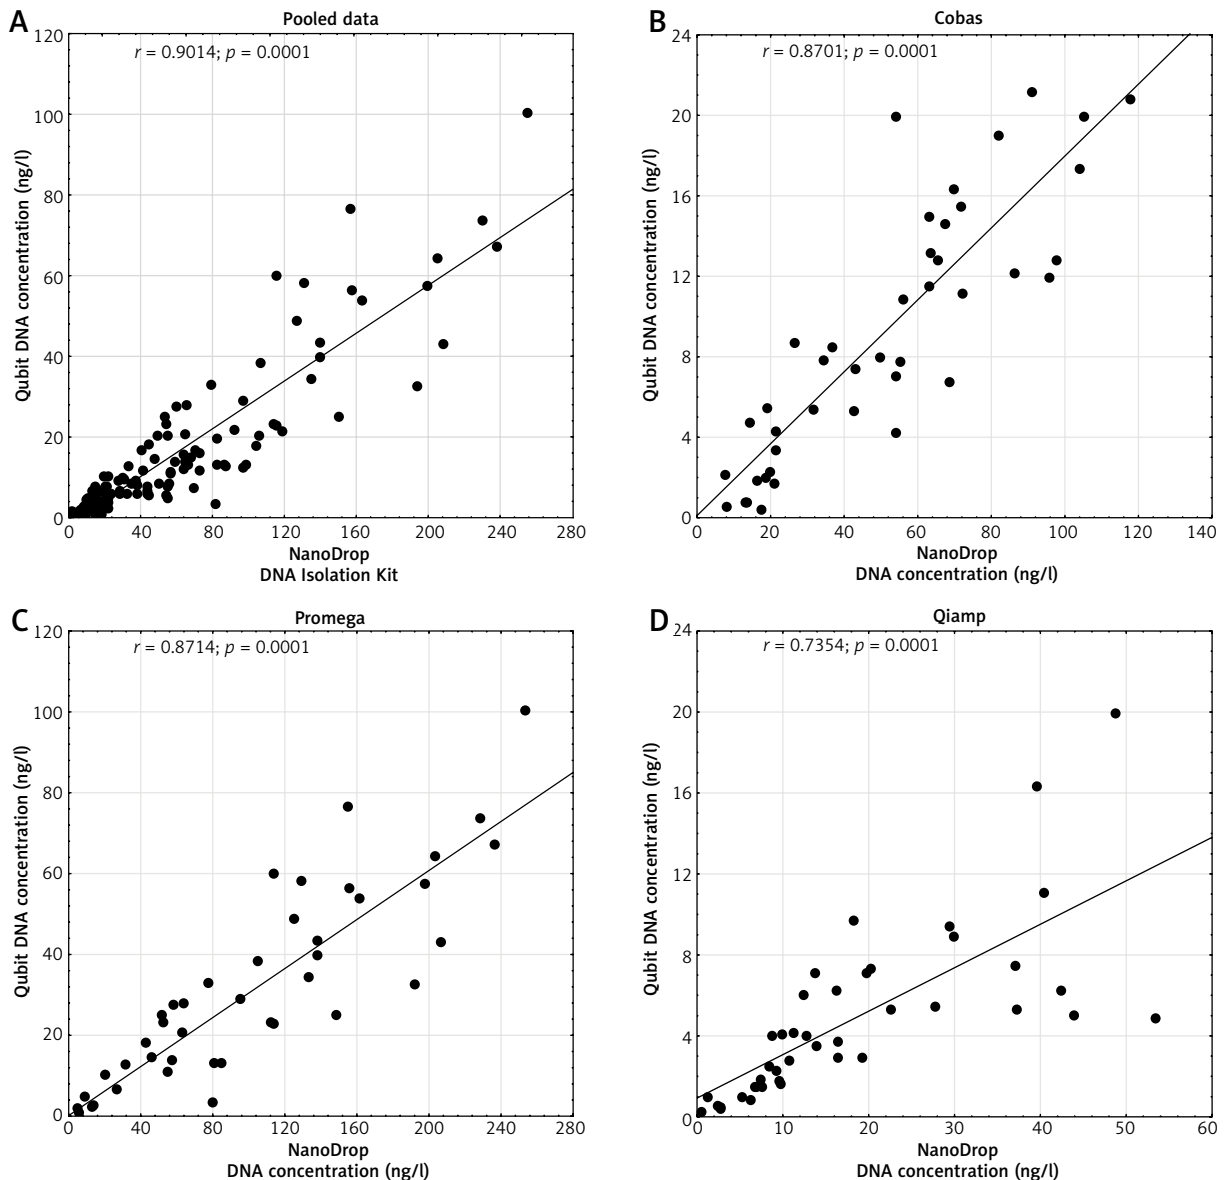 A
Pooled data
r = 0.9014; p = 0.0001
Qubit DNA concentration (ng/l)
120
100
80
60
40
20
0
0 40 80 120 160 200 240 280
NanoDrop
DNA Isolation Kit
B
Cobas
r = 0.8701; p = 0.0001
Qubit DNA concentration (ng/l)
24
20
16
12
8
4
0
0 20 40 60 80 100 120 140
NanoDrop
DNA concentration (ng/l)
C
Promega
r = 0.8714; p = 0.0001
Qubit DNA concentration (ng/l)
120
100
80
60
40
20
0
0 40 80 120 160 200 240 280
NanoDrop
DNA concentration (ng/l)
D
Qiamp
r = 0.7354; p = 0.0001
Qubit DNA concentration (ng/l)
24
20
16
12
8
4
0
0 10 20 30 40 50 60
NanoDrop
DNA concentration (ng/l)